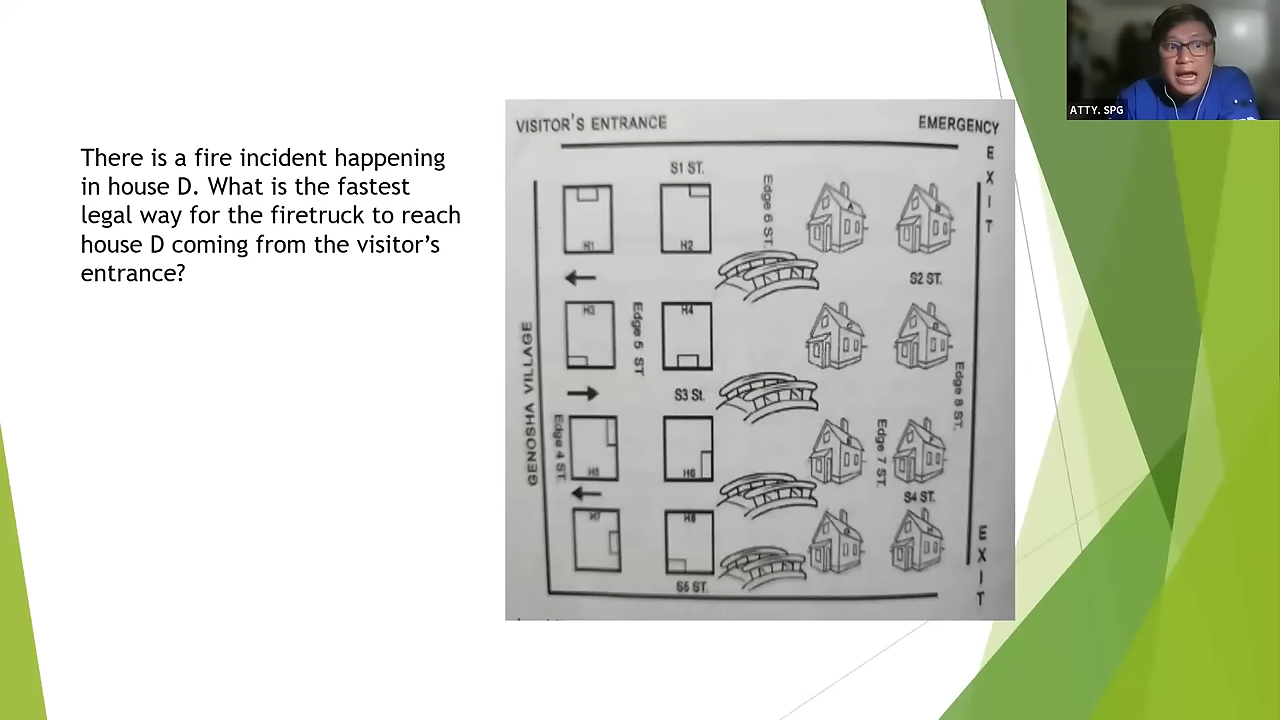 There is a fire incident happening
in house D. What is the fastest
legal way for the firetruck to reach
house D coming from the visitor's
entrance?
ATTY. SPG
VISITOR'S ENTRANCE
EMERGENCY
EXIT
S1 ST.
Edge 6 ST.
H1
H2
S2 ST.
H3
H4
Edge 5 ST
GENOSHA VILLAGE
S3 St.
Edge 8 ST.
Edge 4 ST.
H5
H6
Edge 7 ST.
S4 ST.
H7
H8
EXIT
S5 ST.